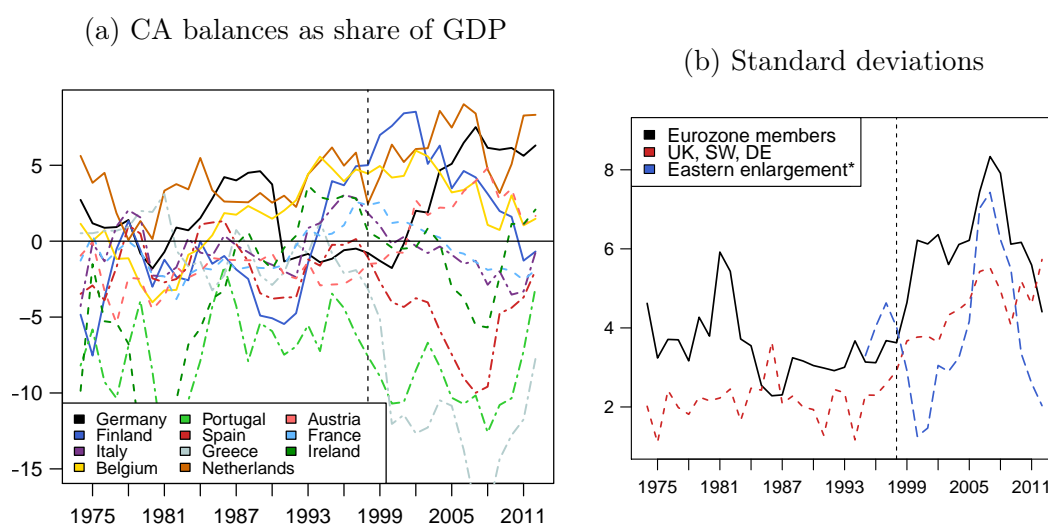 (a) CA balances as share of GDP
5
0
−5
−10
−15
Germany Portugal Austria
Finland Spain France
Italy Greece Ireland
Belgium Netherlands
1975 1981 1987 1993 1999 2005 2011
(b) Standard deviations
Eurozone members
UK, SW, DE
Eastern enlargement*
8
6
4
2
1975 1981 1987 1993 1999 2005 2011